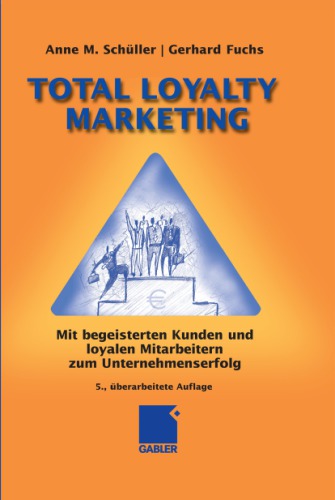 Anne M. Schüller | Gerhard Fuchs
TOTAL LOYALTY
MARKETING
€
Mit begeisterten Kunden und
loyalen Mitarbeitern
zum Unternehmenserfolg
5., überarbeitete Auflage
GABLER